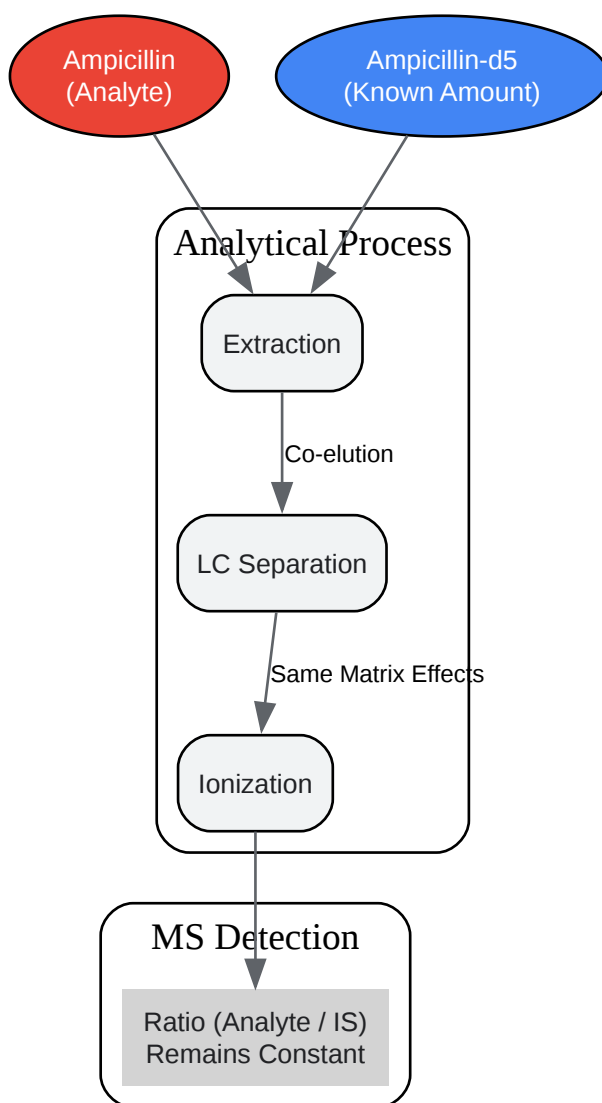 Ampicillin
(Analyte)
Ampicillin-d5
(Known Amount)
Analytical Process
Extraction
Co-elution
LC Separation
Same Matrix Effects
Ionization
MS Detection
Ratio (Analyte / IS)
Remains Constant